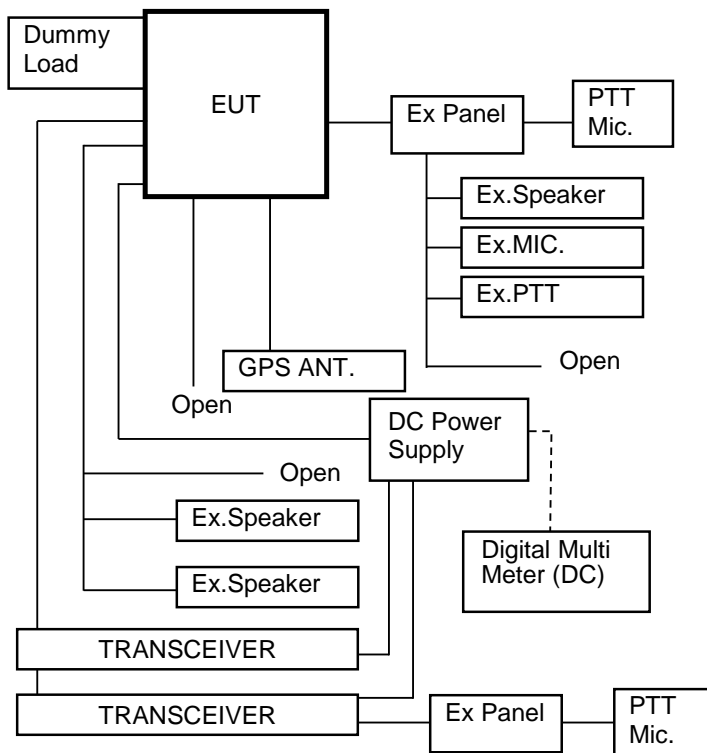 Dummy
Load
EUT
Ex Panel
PTT
Mic.
Ex.Speaker
Ex.MIC.
Ex.PTT
Open
GPS ANT.
Open
DC Power
Supply
Open
Ex.Speaker
Digital Multi
Meter (DC)
Ex.Speaker
TRANSCEIVER
TRANSCEIVER
Ex Panel
PTT
Mic.